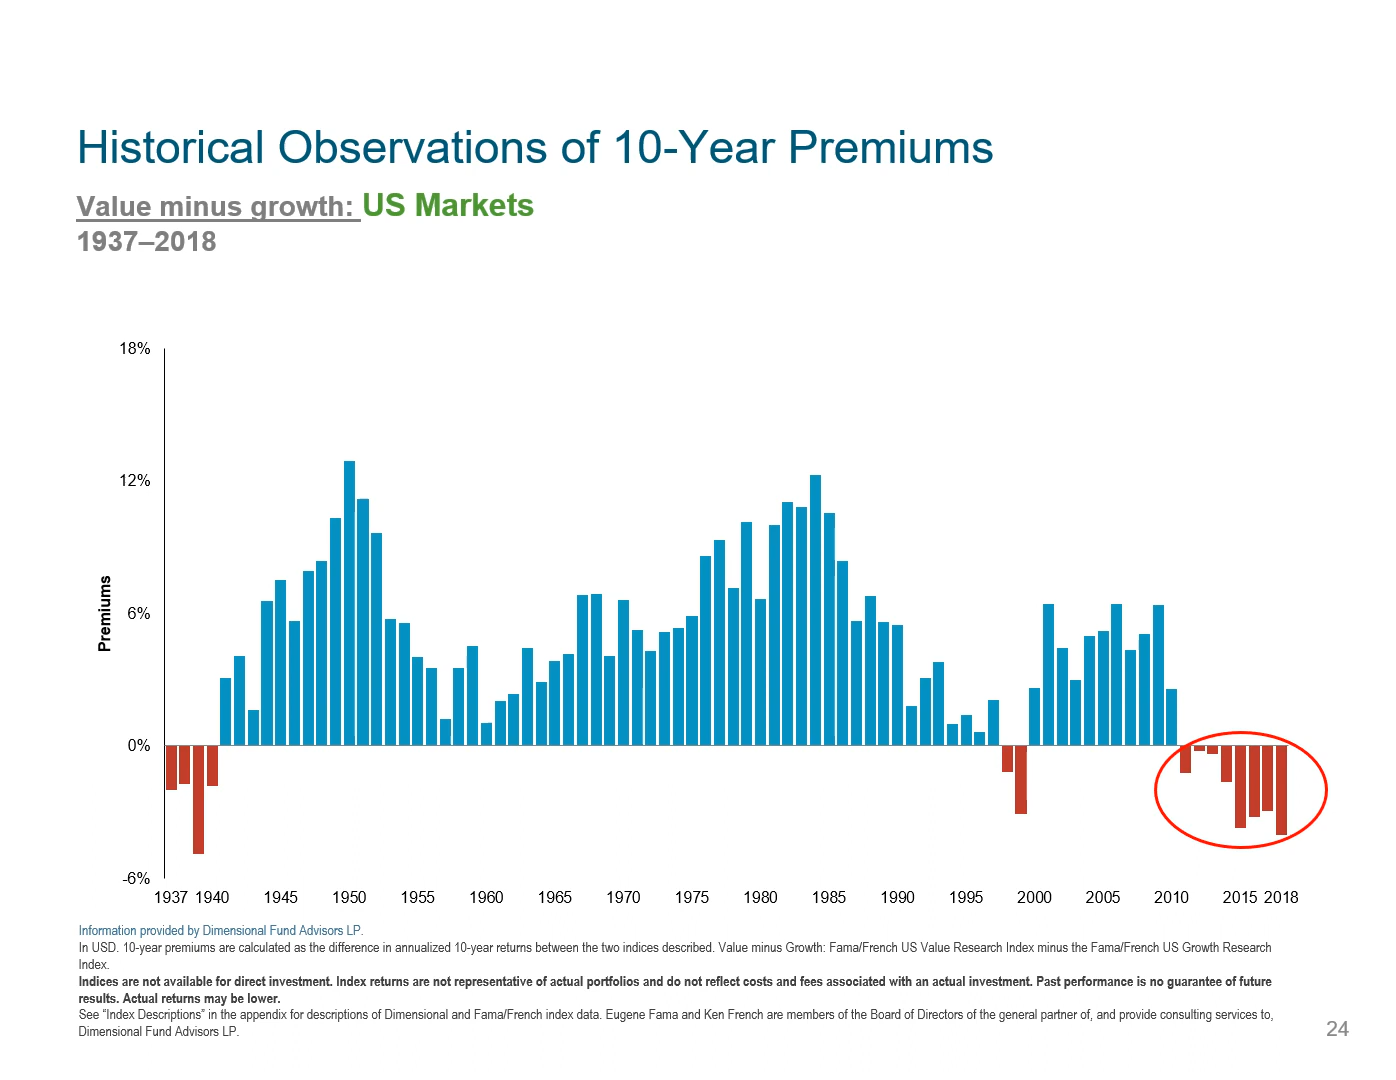 Historical Observations of 10-Year Premiums
Value minus growth: US Markets
1937–2018
18%
12%
6%
0%
-6%
Premiums
1937 1940 1945 1950 1955 1960 1965 1970 1975 1980 1985 1990 1995 2000 2005 2010 2015 2018
Information provided by Dimensional Fund Advisors LP.
In USD. 10-year premiums are calculated as the difference in annualized 10-year returns between the two indices described. Value minus Growth: Fama/French US Value Research Index minus the Fama/French US Growth Research
Index.
Indices are not available for direct investment. Index returns are not representative of actual portfolios and do not reflect costs and fees associated with an actual investment. Past performance is no guarantee of future
results. Actual returns may be lower.
See “Index Descriptions” in the appendix for descriptions of Dimensional and Fama/French index data. Eugene Fama and Ken French are members of the Board of Directors of the general partner of, and provide consulting services to,
Dimensional Fund Advisors LP.
24